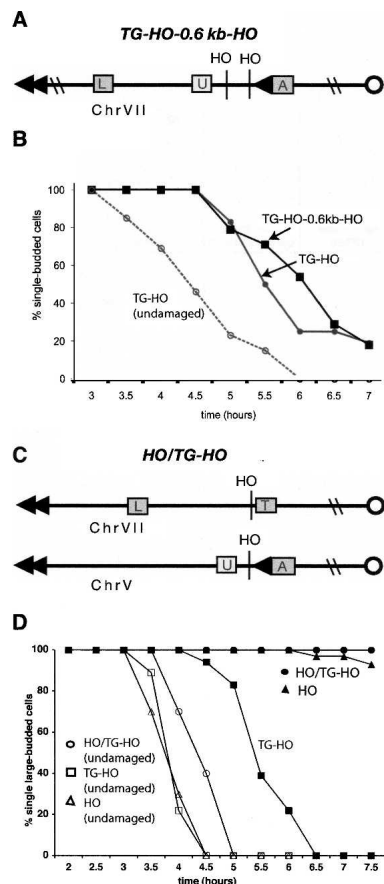 A
TG-HO-0.6 kb-HO
HO HO
L U A
ChrVII
B
% single-budded cells
100
80
60
40
20
0
TG-HO-0.6kb-HO
TG-HO
TG-HO
(undamaged)
3 3.5 4 4.5 5 5.5 6 6.5 7
time (hours)
C
HO/TG-HO
HO
L T
ChrVII
HO
U A
ChrV
D
% single large-budded cells
100
80
60
40
20
0
HO/TG-HO
HO
TG-HO
HO/TG-HO
(undamaged)
TG-HO
(undamaged)
HO
(undamaged)
2 2.5 3 3.5 4 4.5 5 5.5 6 6.5 7 7.5
time (hours)